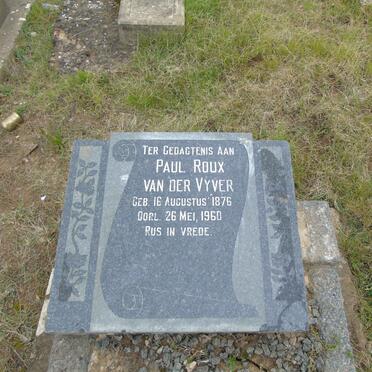 TER GEDAGTENIS AAN
PAUL ROUX
VAN DER VYVER
GEB. 16 AUGUSTUS 1876
OORL. 26 MEI, 1960
RUS IN VREDE.